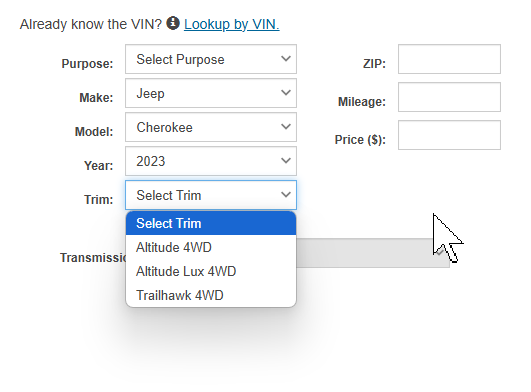 Already know the VIN? Lookup by VIN.
Purpose: Select Purpose
ZIP:
Make: Jeep
Mileage:
Model: Cherokee
Price ($):
Year: 2023
Trim: Select Trim
Select Trim
Altitude 4WD
Transmissi
Altitude Lux 4WD
Trailhawk 4WD